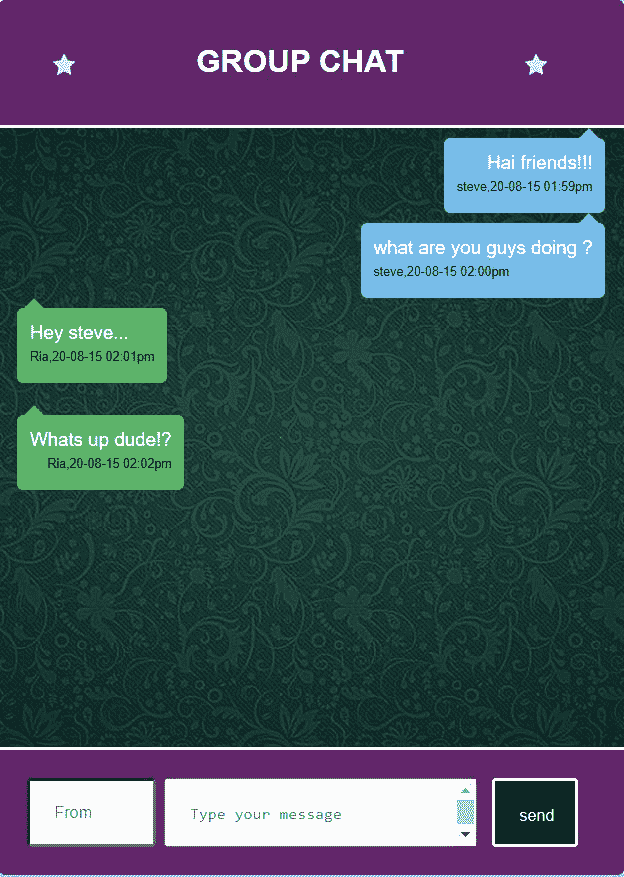 GROUP CHAT
Hai friends!!!
steve,20-08-15 01:59pm
what are you guys doing ?
steve,20-08-15 02:00pm
Hey steve...
Ria,20-08-15 02:01pm
Whats up dude!?
Ria,20-08-15 02:02pm
From
Type your message
send